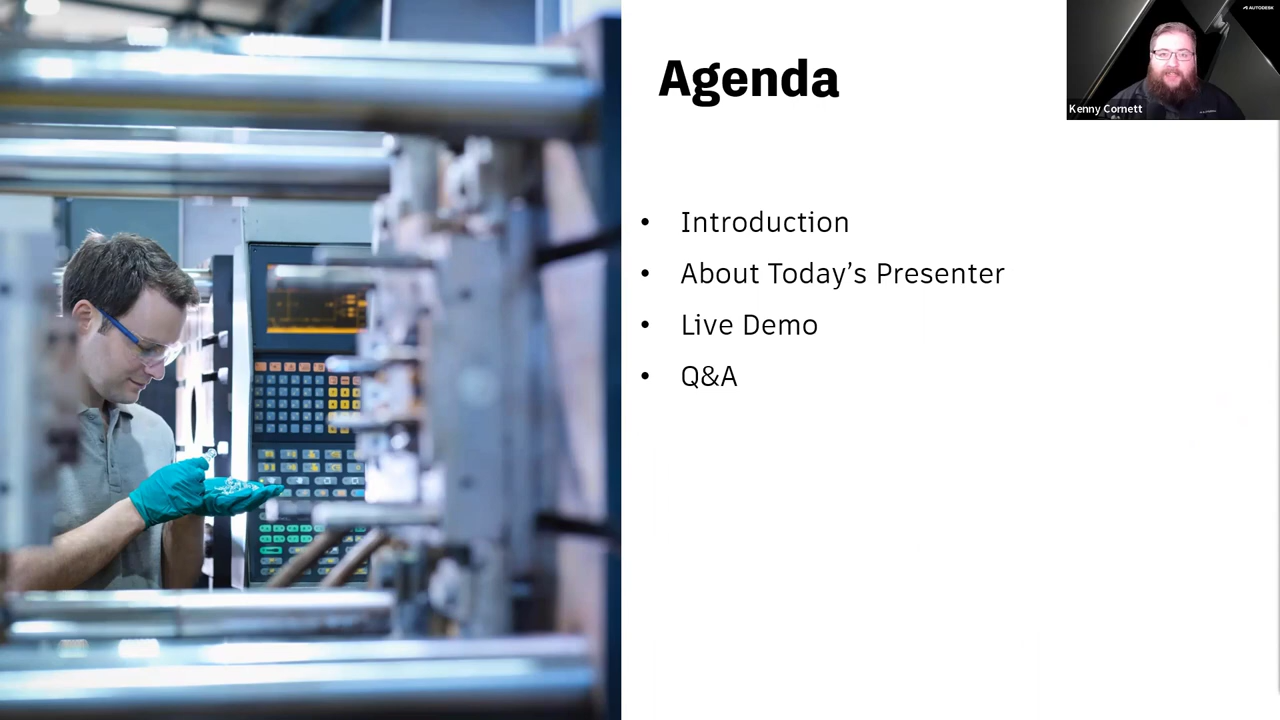 Agenda
AUTODESK
Kenny Cornett
• Introduction
• About Today’s Presenter
• Live Demo
• Q&A